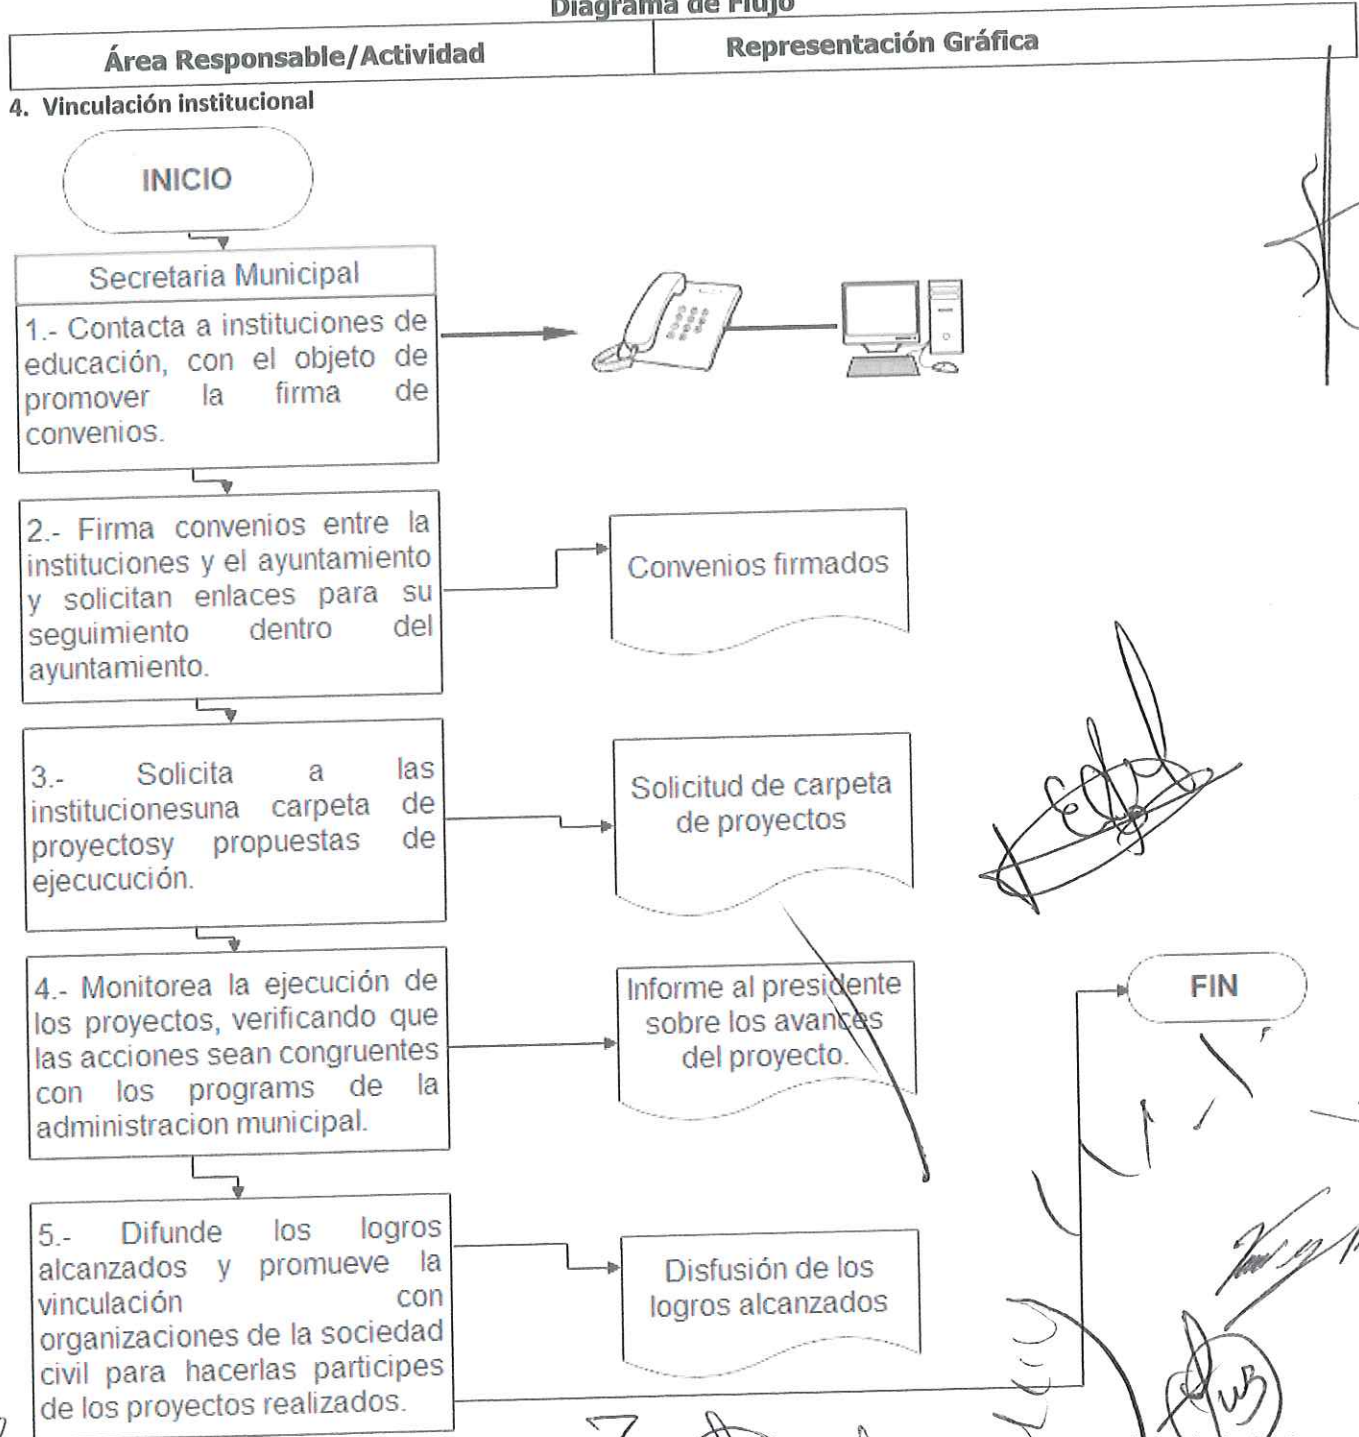 Diagrama de Flujo
Área Responsable/Actividad
Representación Gráfica
4. Vinculación institucional
INICIO
Secretaria Municipal
1.- Contacta a instituciones de
educación, con el objeto de
promover la firma de
convenios.
2.- Firma convenios entre la
instituciones y el ayuntamiento
y solicitan enlaces para su
seguimiento dentro del
ayuntamiento.
Convenios firmados
3.- Solicita a las
institucionesuna carpeta de
proyectosy propuestas de
ejecucución.
Solicitud de carpeta
de proyectos
4.- Monitorea la ejecución de
los proyectos, verificando que
las acciones sean congruentes
con los programs de la
administracion municipal.
Informe al presidente
sobre los avances
del proyecto.
FIN
5.- Difunde los logros
alcanzados y promueve la
vinculación con
organizaciones de la sociedad
civil para hacerlas participes
de los proyectos realizados.
Disfusión de los
logros alcanzados